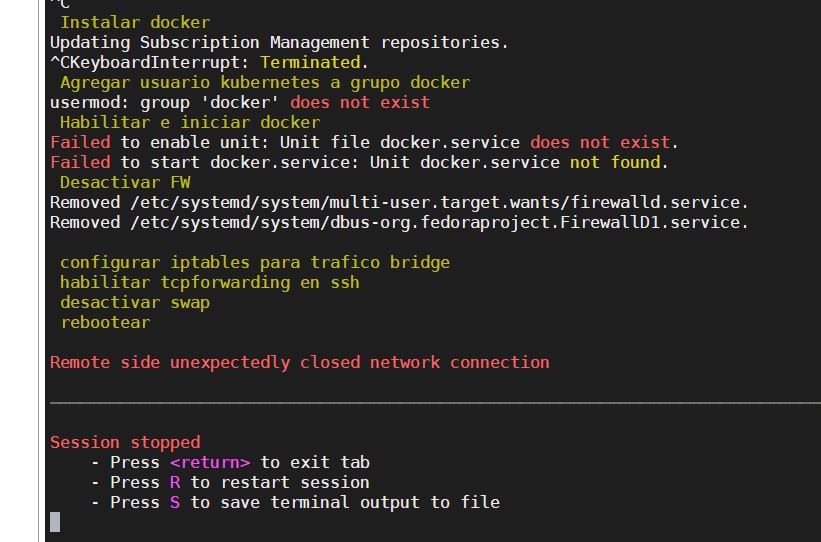 ^C
Instalar docker
Updating Subscription Management repositories.
^CKeyboardInterrupt: Terminated.
Agregar usuario kubernetes a grupo docker
usermod: group 'docker' does not exist
Habilitar e iniciar docker
Failed to enable unit: Unit file docker.service does not exist.
Failed to start docker.service: Unit docker.service not found.
Desactivar FW
Removed /etc/systemd/system/multi-user.target.wants/firewalld.service.
Removed /etc/systemd/system/dbus-org.fedoraproject.FirewallD1.service.
configurar iptables para trafico bridge
habilitar tcpforwarding en ssh
desactivar swap
rebootear
Remote side unexpectedly closed network connection
Session stopped
- Press <return> to exit tab
- Press R to restart session
- Press S to save terminal output to file